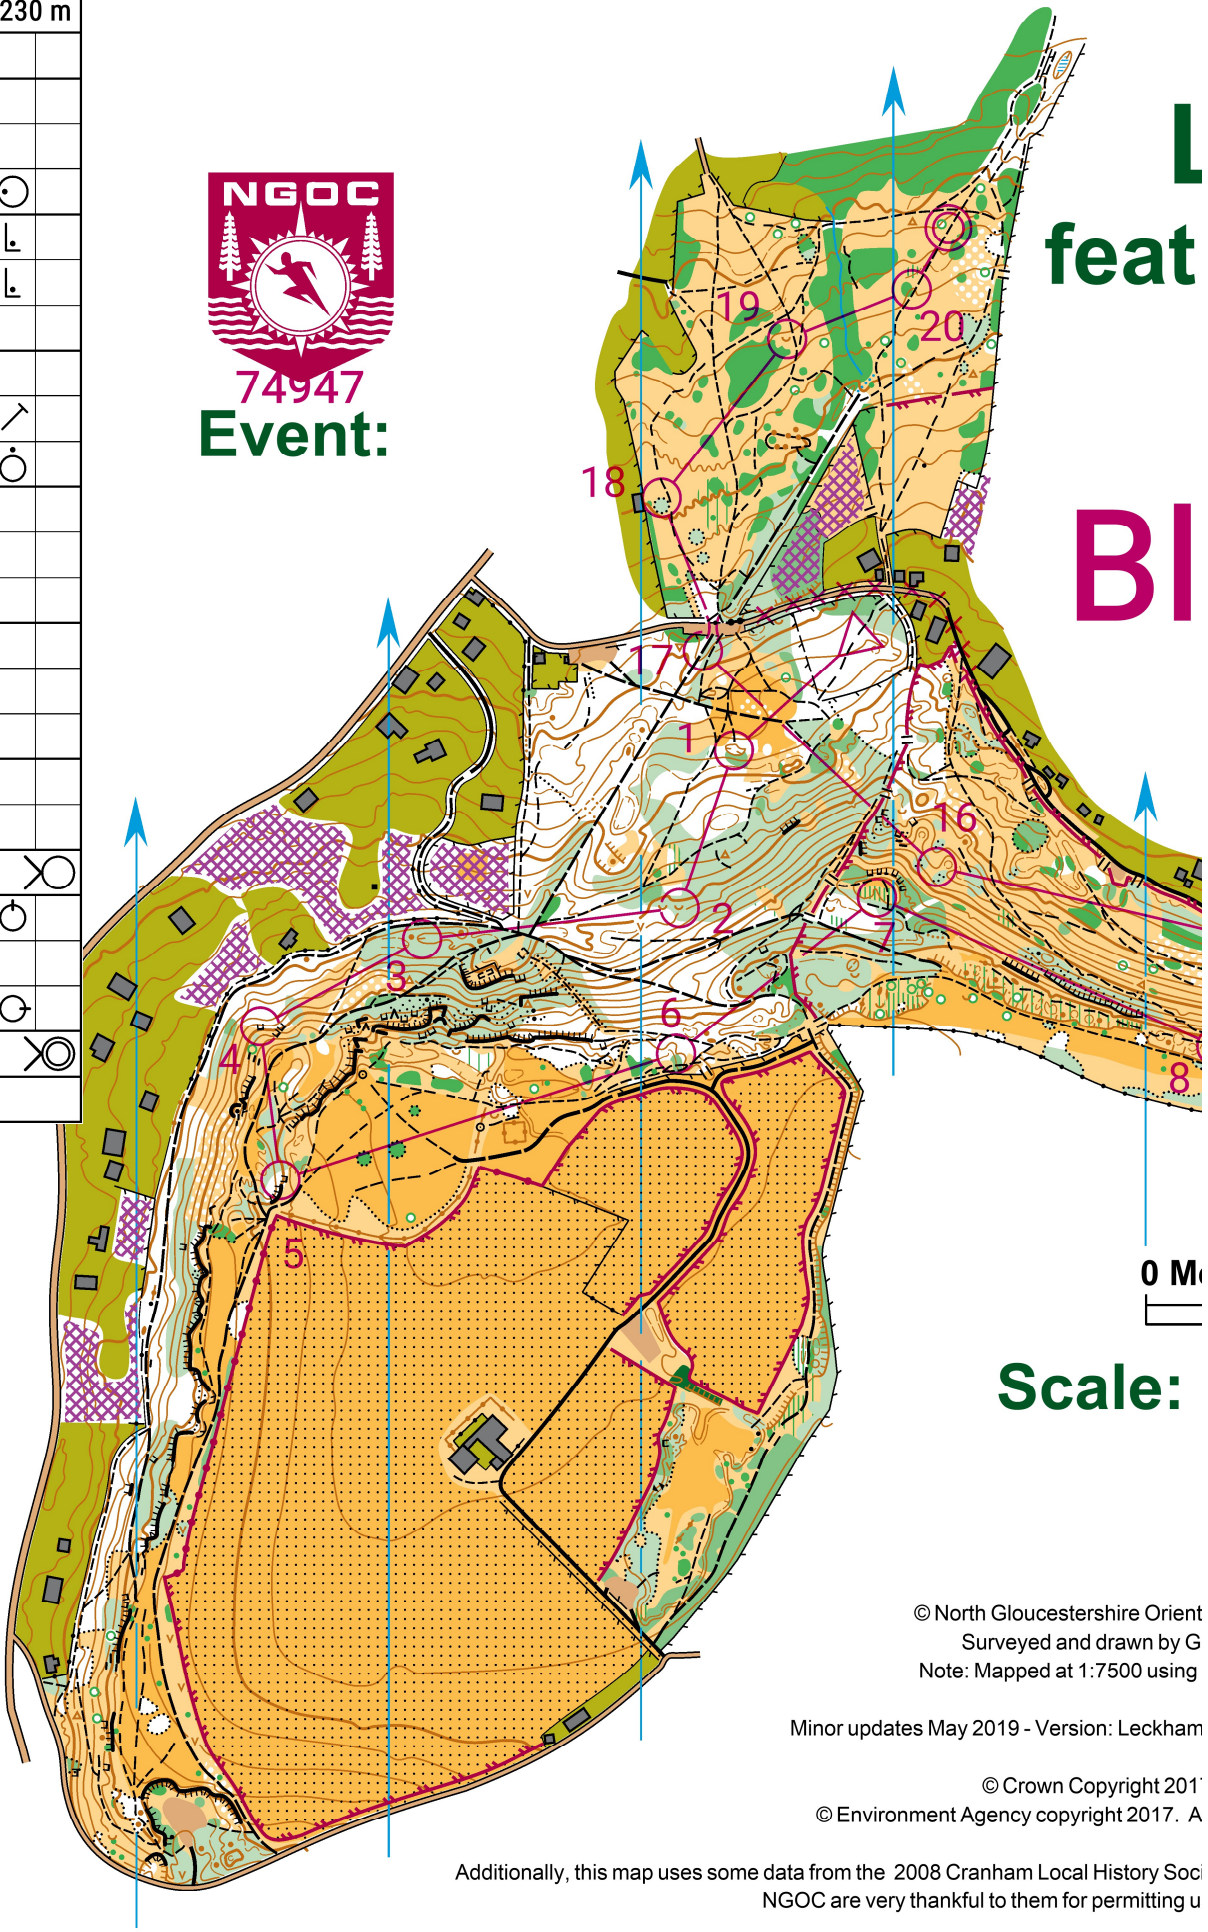 230 m
NGOC
74947
Event:
L
feat
Bl
19
20
18
17
1
16
2
7
3
6
4
8
5
0 Me
Scale:
© North Gloucestershire Orient
Surveyed and drawn by G
Note: Mapped at 1:7500 using
Minor updates May 2019 - Version: Leckham
© Crown Copyright 201
© Environment Agency copyright 2017. A
Additionally, this map uses some data from the 2008 Cranham Local History Soci
NGOC are very thankful to them for permitting u